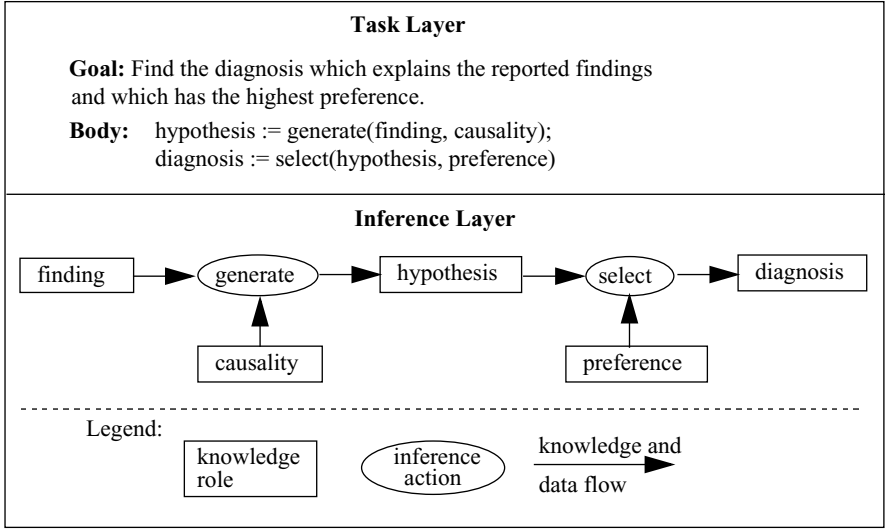 Task Layer
Goal: Find the diagnosis which explains the reported findings
and which has the highest preference.
Body: hypothesis := generate(finding, causality);
diagnosis := select(hypothesis, preference)
Inference Layer
finding generate hypothesis select diagnosis
causality preference
Legend:
knowledge role
inference action
knowledge and
data flow